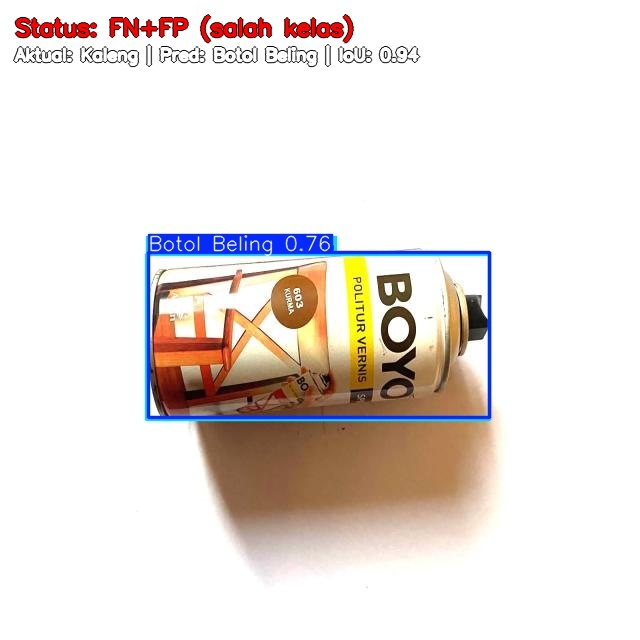 Status: FN+FP (salah kelas)
Aktual: Kaleng | Pred: Botol Beling | IoU: 0.94
Botol Beling 0.76
603
KURMA
POLITUR VERNIS
BOYO
BO